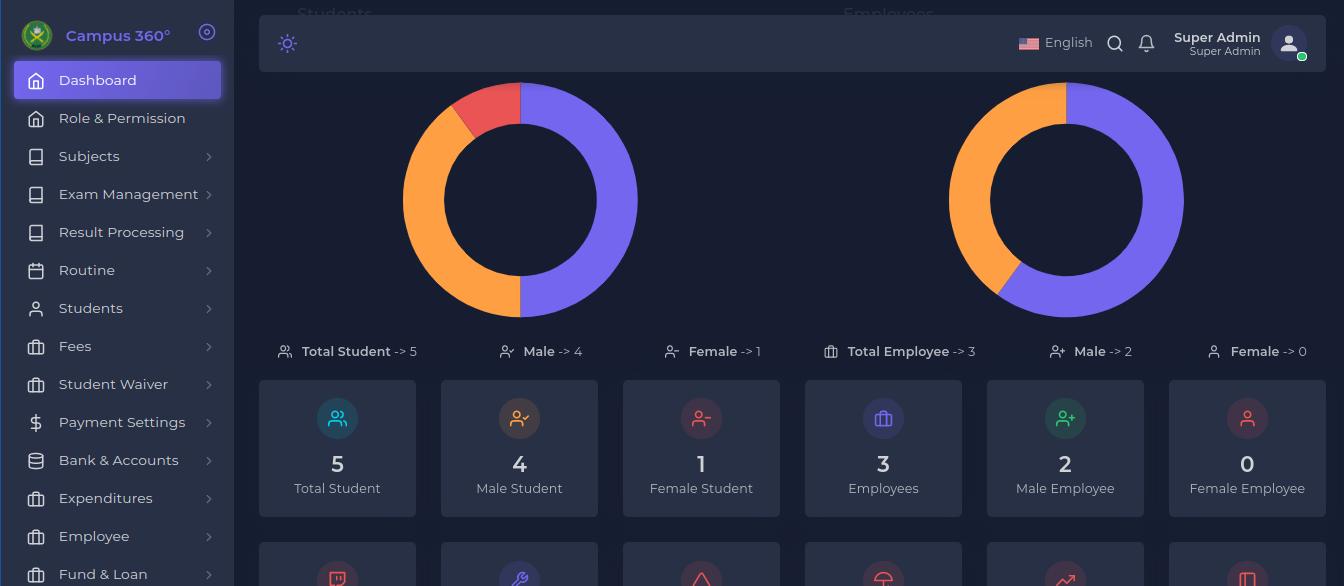 Students
Employees
Campus 360°
English
Super Admin
Super Admin
Dashboard
Role & Permission
Subjects
Exam Management
Result Processing
Routine
Students
Fees
Student Waiver
Payment Settings
Bank & Accounts
Expenditures
Employee
Fund & Loan
Total Student -> 5
Male -> 4
Female -> 1
Total Employee -> 3
Male -> 2
Female -> 0
5
Total Student
4
Male Student
1
Female Student
3
Employees
2
Male Employee
0
Female Employee